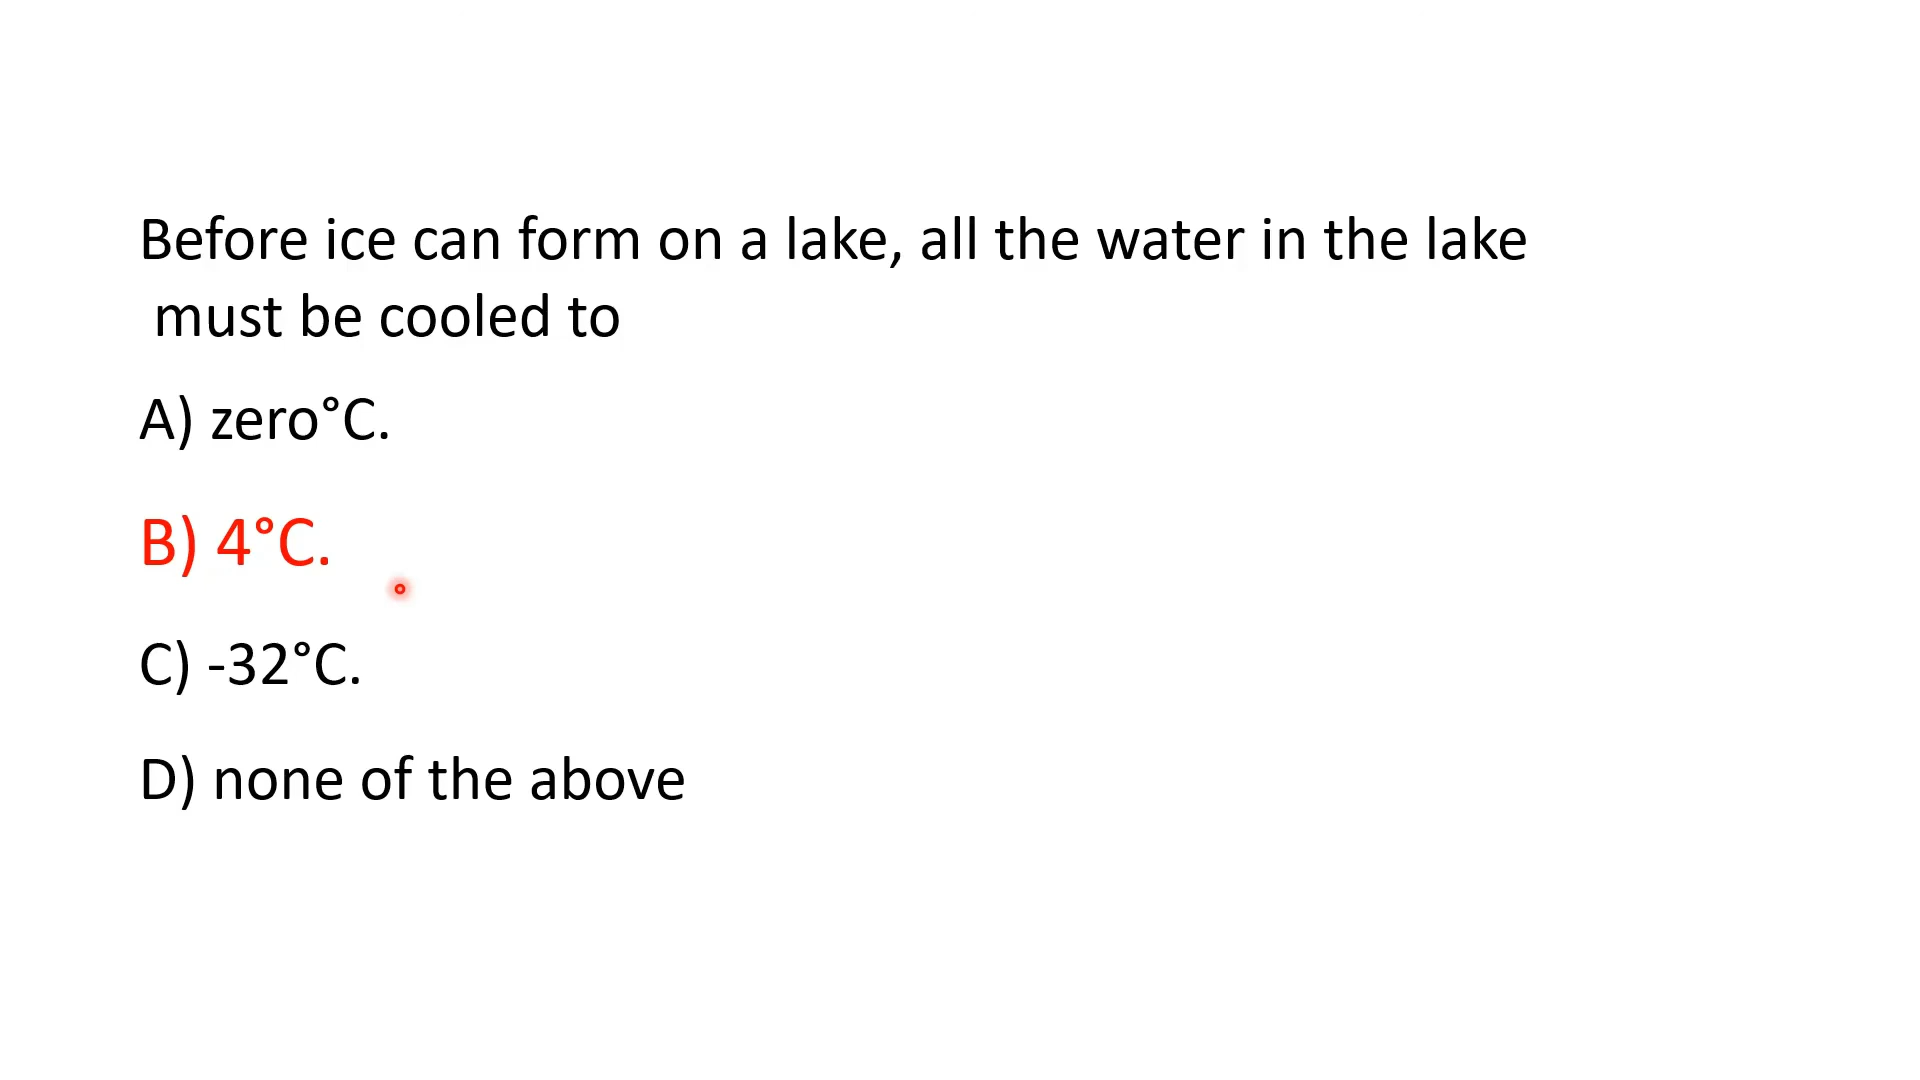 Before ice can form on a lake, all the water in the lake
must be cooled to
A) zero°C.
B) 4°C.
C) -32°C.
D) none of the above